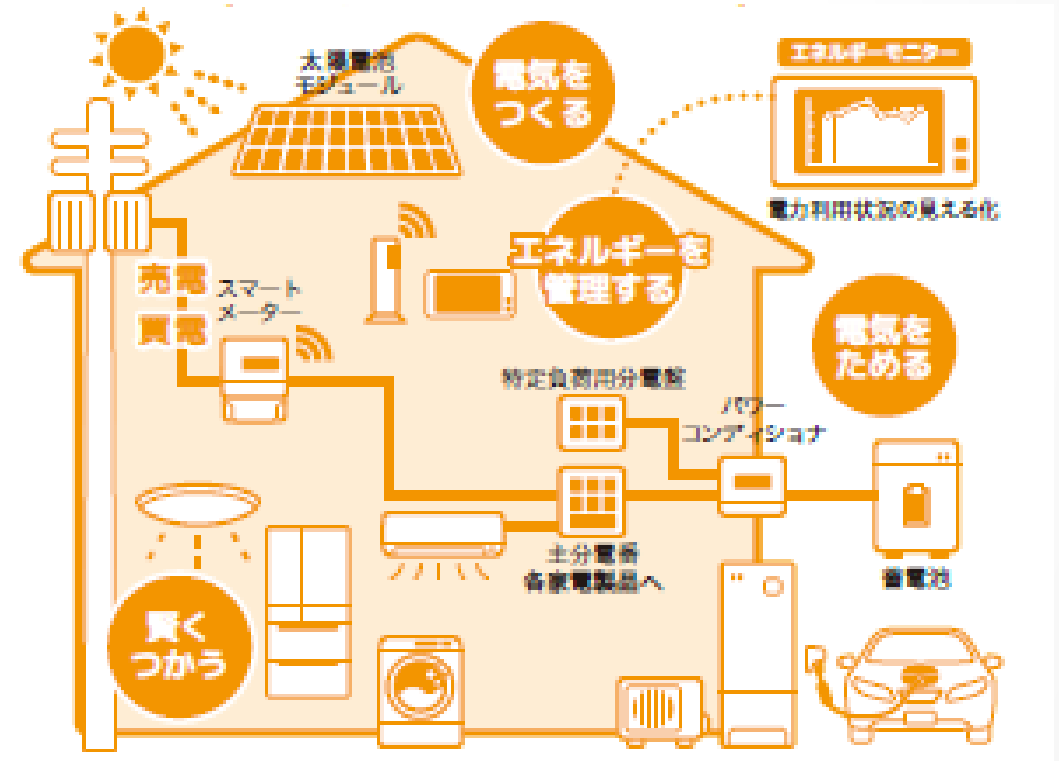 太陽電池
モジュール
電気を
つくる
エネルギーモニター
電力利用状況の見える化
エネルギーを
管理する
売電
買電
スマート
メーター
電気を
ためる
特定負荷用分電盤
パワー
コンディショナ
主分電盤
各家電製品へ
蓄電池
賢く
つかう